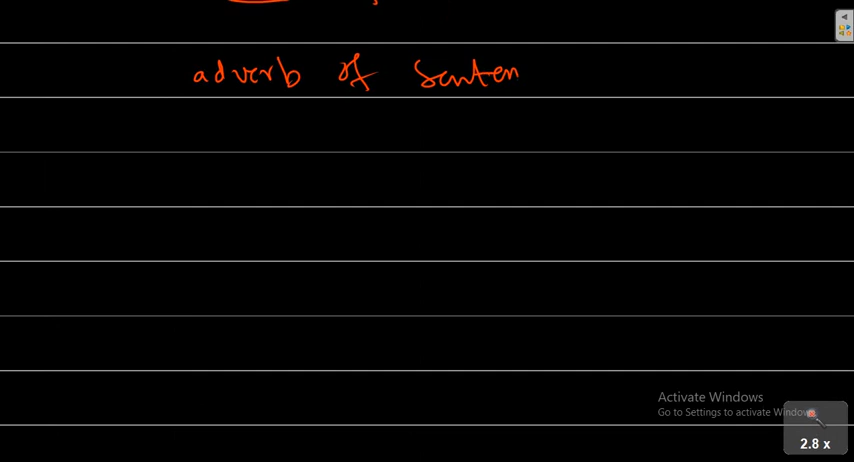 adverb of senten
Activate Windows
Go to Settings to activate Windows.
2.8 x